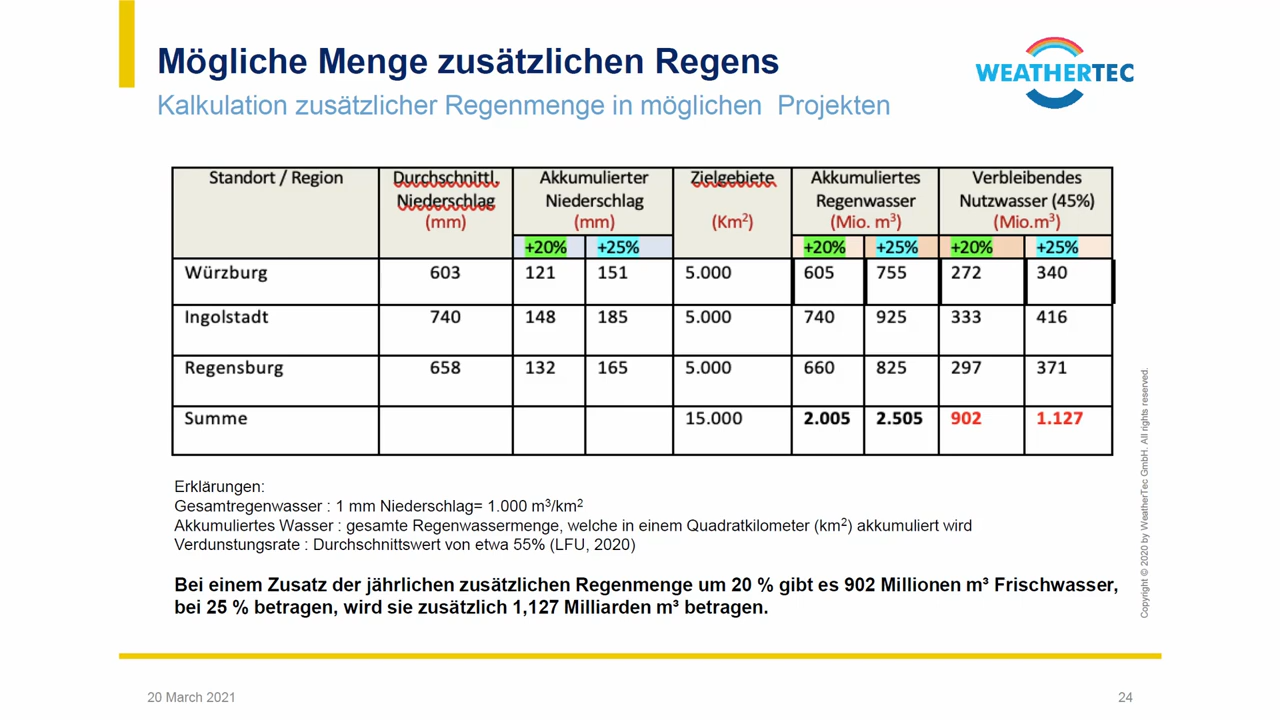 Mögliche Menge zusätzlichen Regens
Kalkulation zusätzlicher Regenmenge in möglichen Projekten
WEATHERTEC
Standort / Region Durchschnittl. Niederschlag (mm) Akkumulierter Niederschlag (mm) Zielgebiete (Km²) Akkumuliertes Regenwasser (Mio. m³) Verbleibendes Nutzwasser (45%) (Mio.m³)
+20% +25% +20% +25% +20% +25%
Würzburg 603 121 151 5.000 605 755 272 340
Ingolstadt 740 148 185 5.000 740 925 333 416
Regensburg 658 132 165 5.000 660 825 297 371
Summe 15.000 2.005 2.505 902 1.127
Erklärungen:
Gesamtregenwasser : 1 mm Niederschlag= 1.000 m³/km²
Akkumuliertes Wasser : gesamte Regenwassermenge, welche in einem Quadratkilometer (km²) akkumuliert wird
Verdunstungsrate : Durchschnittswert von etwa 55% (LFU, 2020)
Bei einem Zusatz der jährlichen zusätzlichen Regenmenge um 20 % gibt es 902 Millionen m³ Frischwasser,
bei 25 % betragen, wird sie zusätzlich 1,127 Milliarden m³ betragen.
Copyright © 2020 by WeatherTec GmbH. All rights reserved.
20 March 2021
24